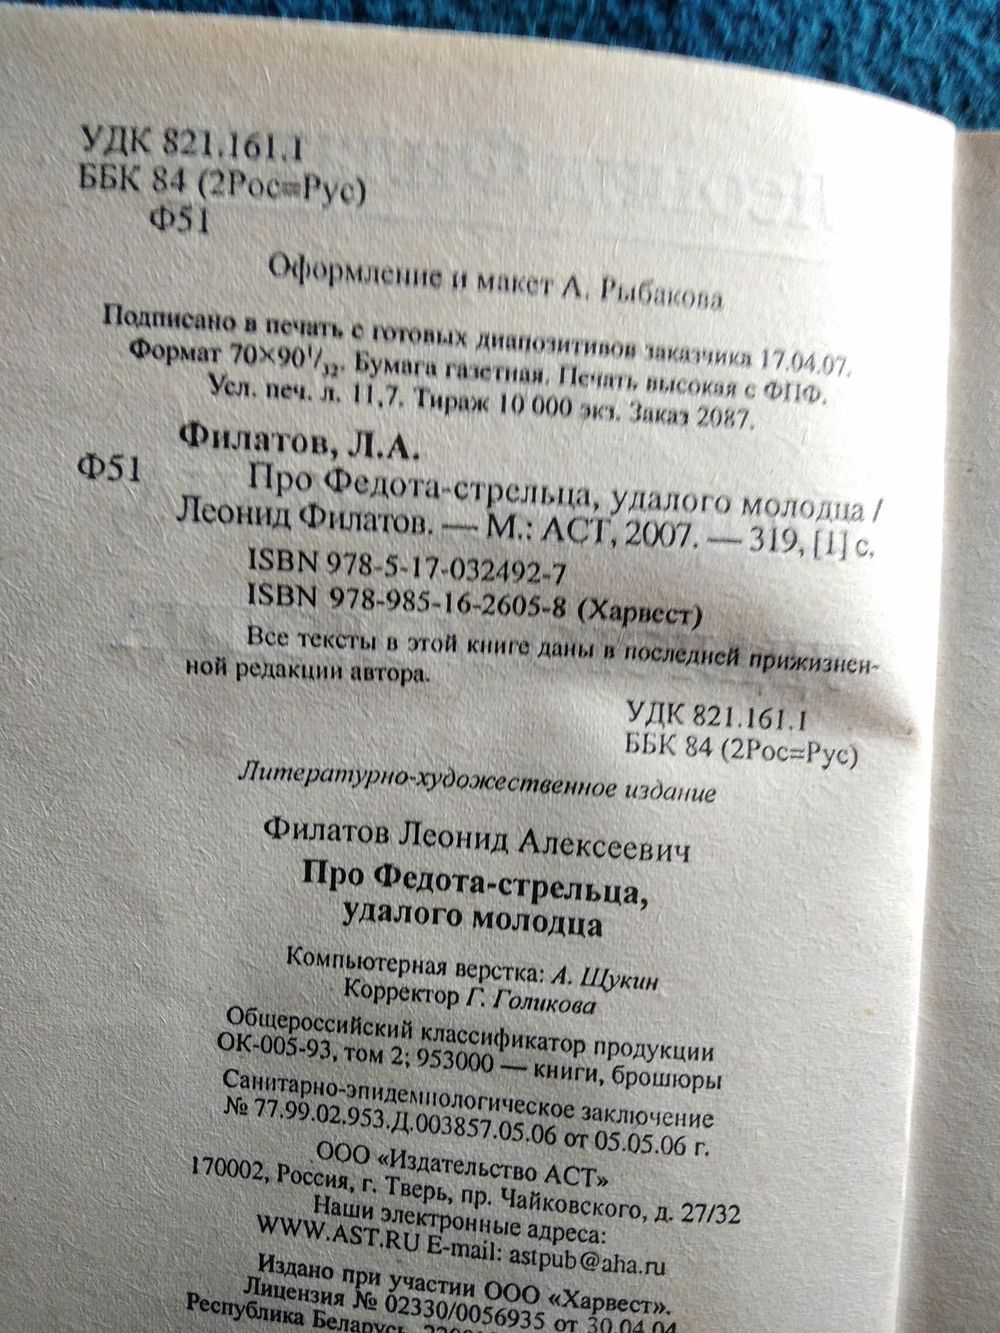 УДК 821.161.1
ББК 84 (2Рос=Рус)
Ф51
Оформление и макет А. Рыбакова
Подписано в печать с готовых диапозитивов заказчика 17.04.07.
Формат 70×90 1/32. Бумага газетная. Печать высокая с ФПФ.
Усл. печ. л. 11,7. Тираж 10 000 экз. Заказ 2087.
Филатов, Л.А.
Ф51 Про Федота-стрельца, удалого молодца /
Леонид Филатов. — М.: АСТ, 2007. — 319, [1] с.
ISBN 978-5-17-032492-7
ISBN 978-985-16-2605-8 (Харвест)
Все тексты в этой книге даны в последней прижизнен-
ной редакции автора.
УДК 821.161.1
ББК 84 (2Рос=Рус)
Литературно-художественное издание
Филатов Леонид Алексеевич
Про Федота-стрельца,
удалого молодца
Компьютерная верстка: А. Щукин
Корректор Г. Голикова
Общероссийский классификатор продукции
ОК-005-93, том 2; 953000 — книги, брошюры
Санитарно-эпидемиологическое заключение
№ 77.99.02.953.Д.003857.05.06 от 05.05.06 г.
ООО «Издательство АСТ»
170002, Россия, г. Тверь, пр. Чайковского, д. 27/32
Наши электронные адреса:
WWW.AST.RU E-mail: astpub@aha.ru
Издано при участии ООО «Харвест».
Лицензия № 02330/0056935 от 30.04.04
Республика Беларусь,